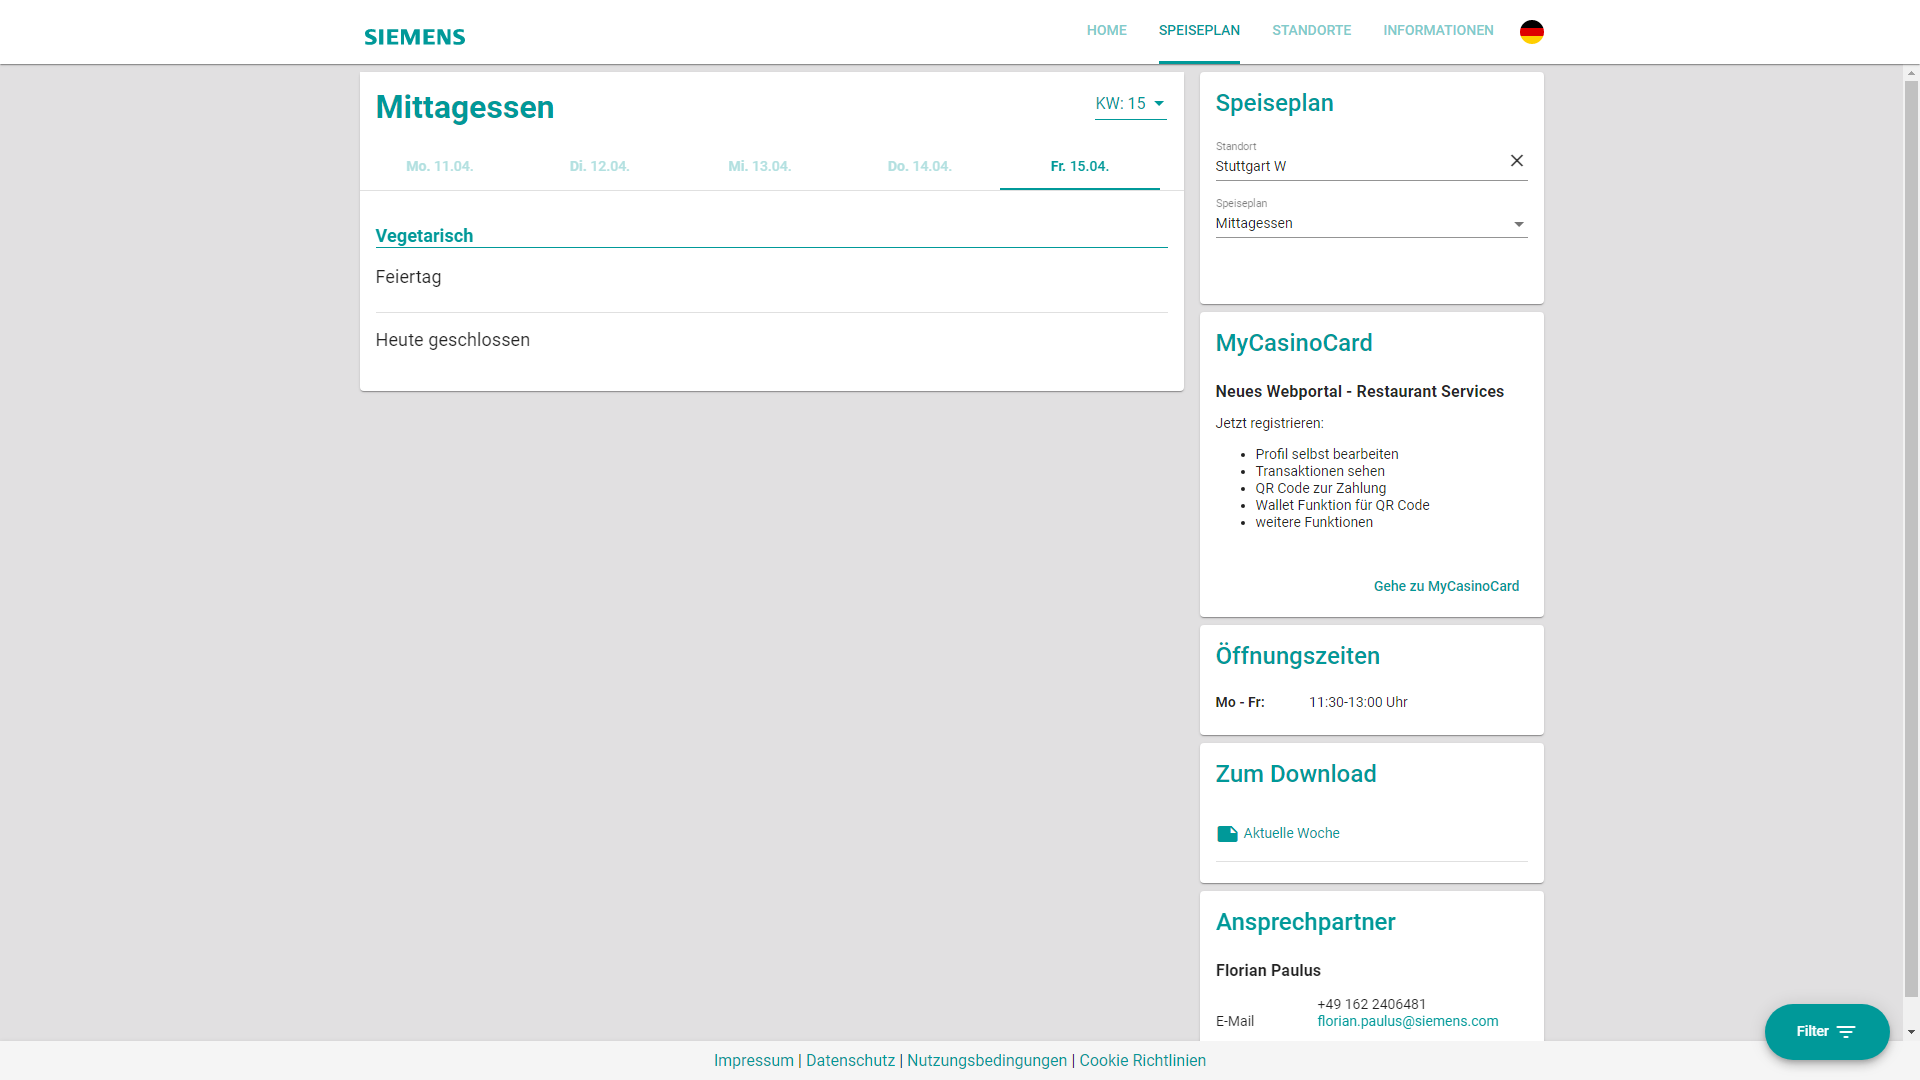 SIEMENS
HOME
SPEISEPLAN
STANDORTE
INFORMATIONEN
Mittagessen
KW: 15
Mo. 11.04.
Di. 12.04.
Mi. 13.04.
Do. 14.04.
Fr. 15.04.
Vegetarisch
Feiertag
Heute geschlossen
Speiseplan
Standort
Stuttgart W
Speiseplan
Mittagessen
MyCasinoCard
Neues Webportal - Restaurant Services
Jetzt registrieren:
Profil selbst bearbeiten
Transaktionen sehen
QR Code zur Zahlung
Wallet Funktion für QR Code
weitere Funktionen
Gehe zu MyCasinoCard
Öffnungszeiten
Mo - Fr: 11:30-13:00 Uhr
Zum Download
Aktuelle Woche
Ansprechpartner
Florian Paulus
+49 162 2406481
E-Mail florian.paulus@siemens.com
Filter
Impressum | Datenschutz | Nutzungsbedingungen | Cookie Richtlinien